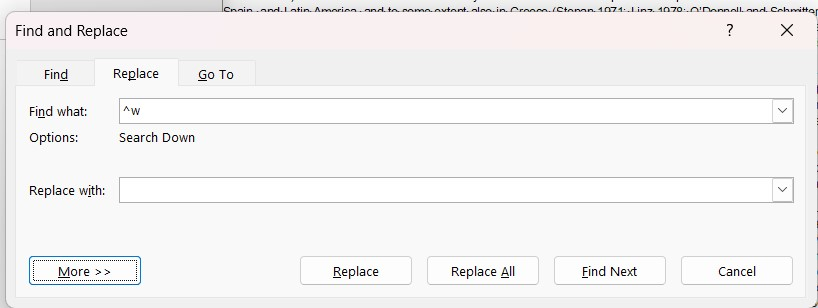 Spain, and Latin America, and to some extent also in Greece (Stepan 1971; Linz 1978; O'Donnell and Schmitter
Find and Replace
?
Find
Replace
Go To
Find what:
^w
Options:
Search Down
Replace with:
More >>
Replace
Replace All
Find Next
Cancel